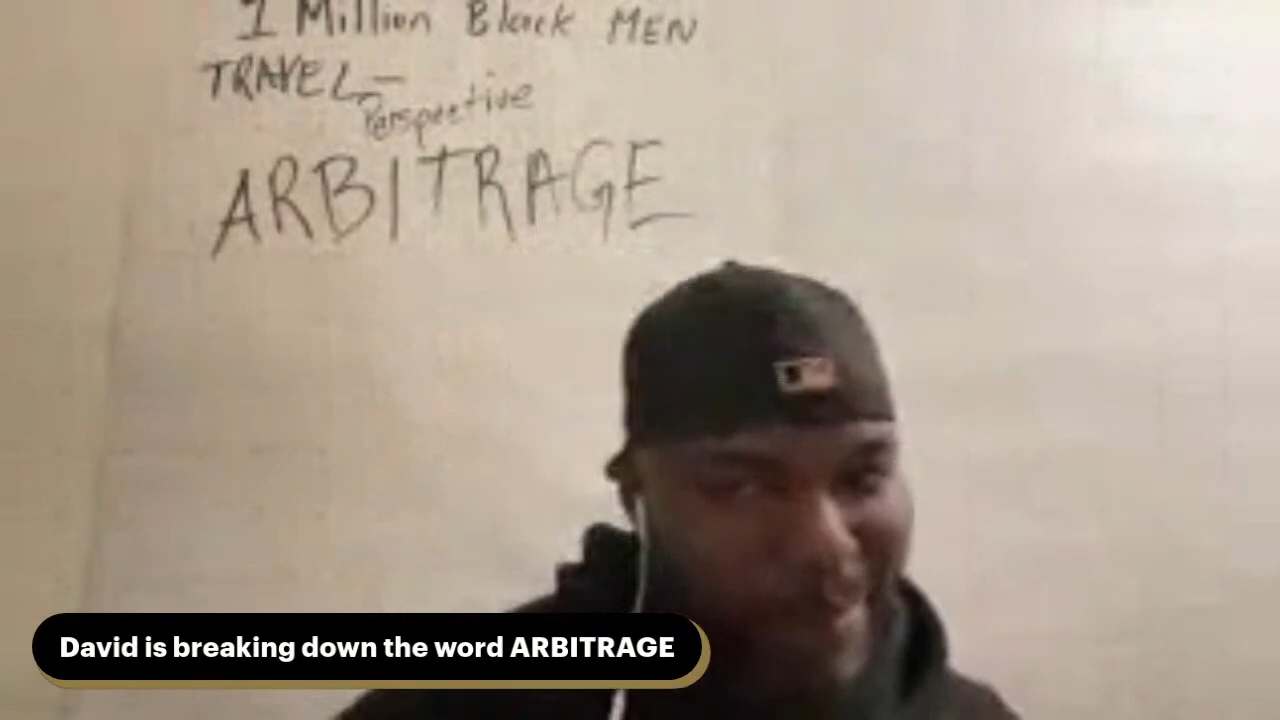 1 Million Black MEN
TRAVEL-
Perspective
ARBITRAGE
David is breaking down the word ARBITRAGE